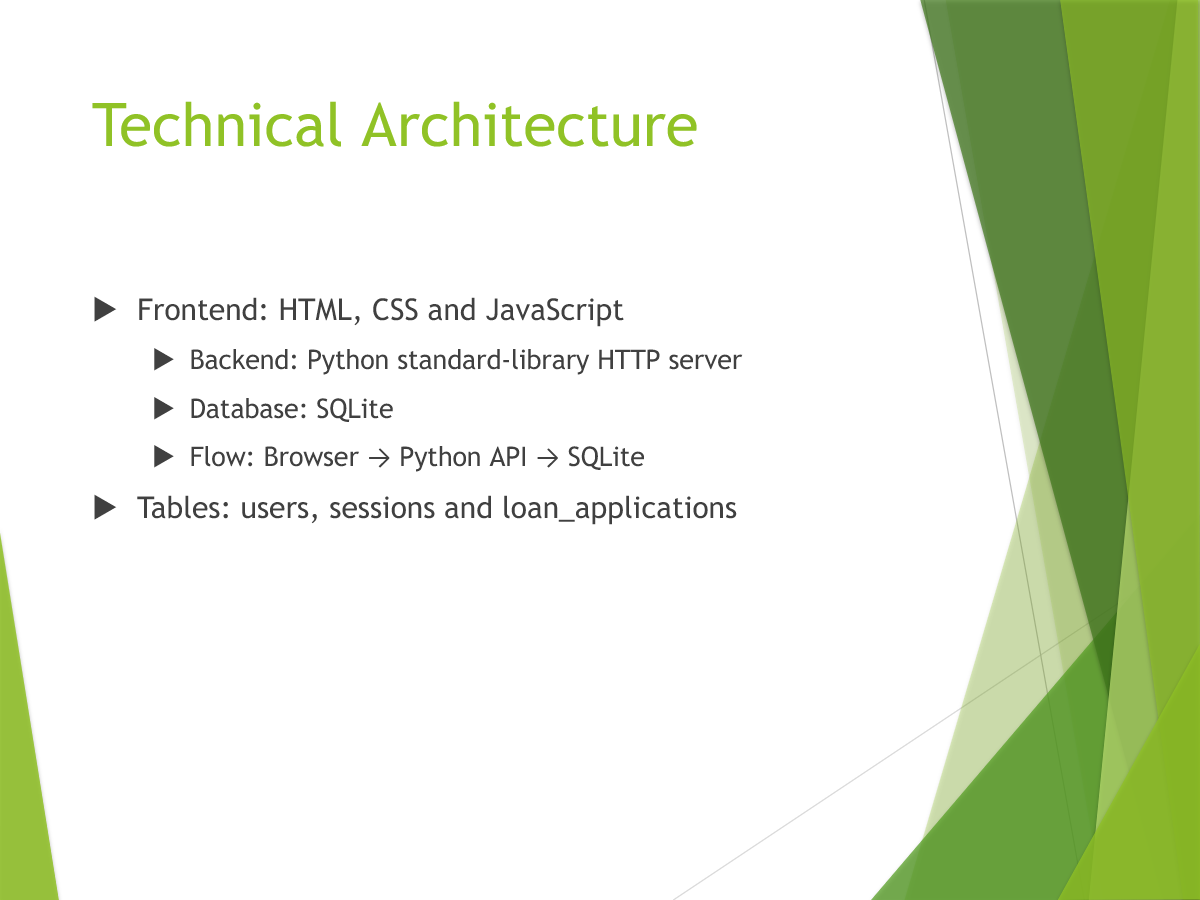 Technical Architecture
▶ Frontend: HTML, CSS and JavaScript
▶ Backend: Python standard-library HTTP server
▶ Database: SQLite
▶ Flow: Browser → Python API → SQLite
▶ Tables: users, sessions and loan_applications